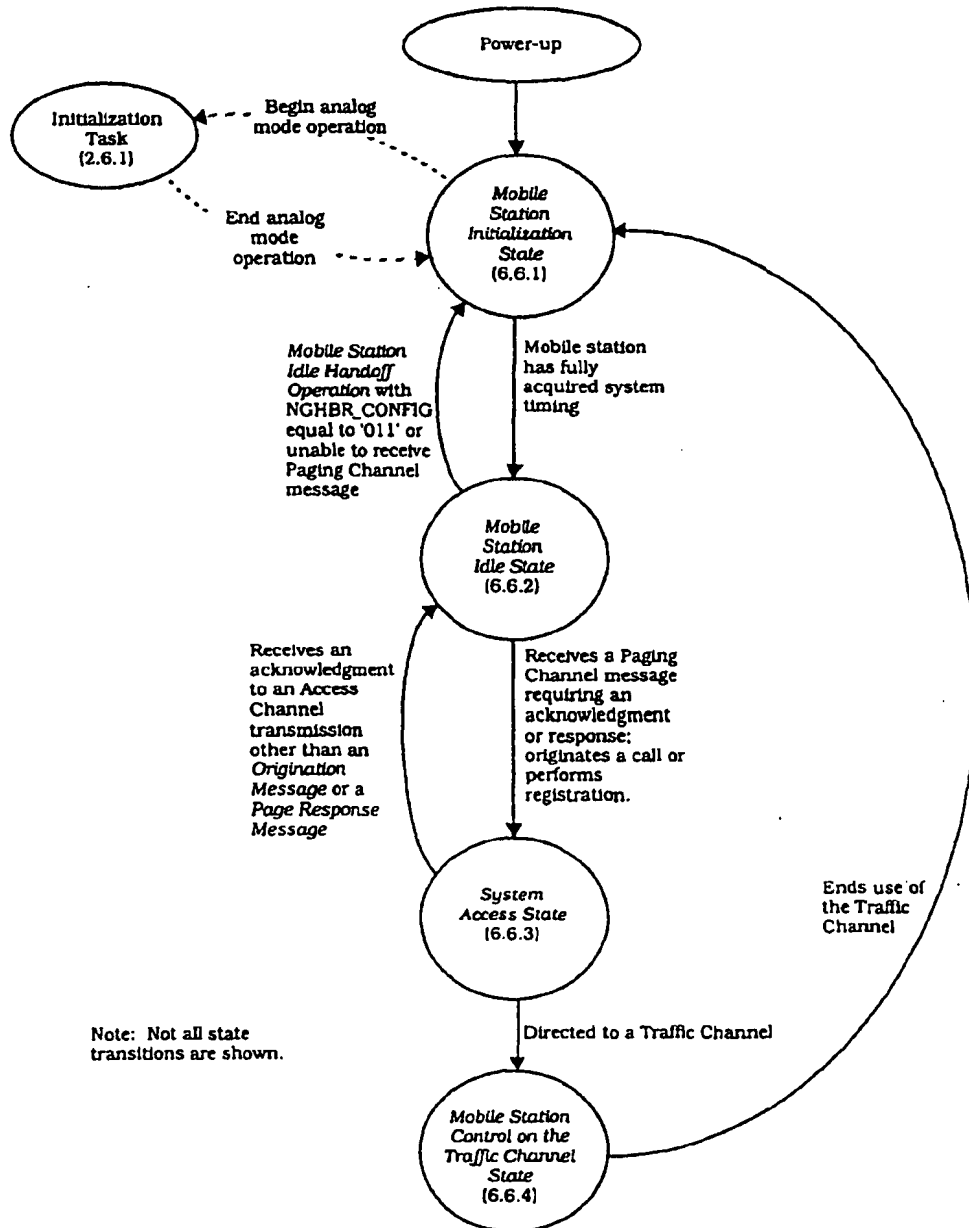 Power-up
Initialization
Task
(2.6.1)
Begin analog
mode operation
End analog
mode
operation
Mobile
Station
Initialization
State
(6.6.1)
Mobile Station
Idle Handoff
Operation with
NGHBR_CONFIG
equal to '011' or
unable to receive
Paging Channel
message
Mobile station
has fully
acquired system
timing
Mobile
Station
Idle State
(6.6.2)
Receives an
acknowledgment
to an Access
Channel
transmission
other than an
Origination
Message or a
Page Response
Message
Receives a Paging
Channel message
requiring an
acknowledgment
or response;
originates a call or
performs
registration.
System
Access State
(6.6.3)
Ends use of
the Traffic
Channel
Note: Not all state
transitions are shown.
Directed to a Traffic Channel
Mobile Station
Control on the
Traffic Channel
State
(6.6.4)